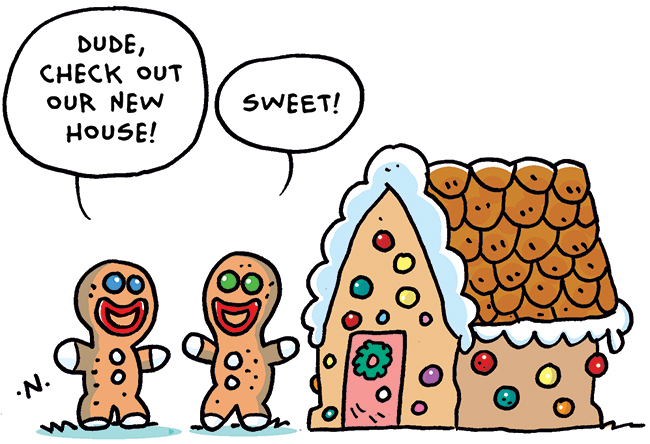 DUDE,
CHECK OUT
OUR NEW
HOUSE!
SWEET!
.N.